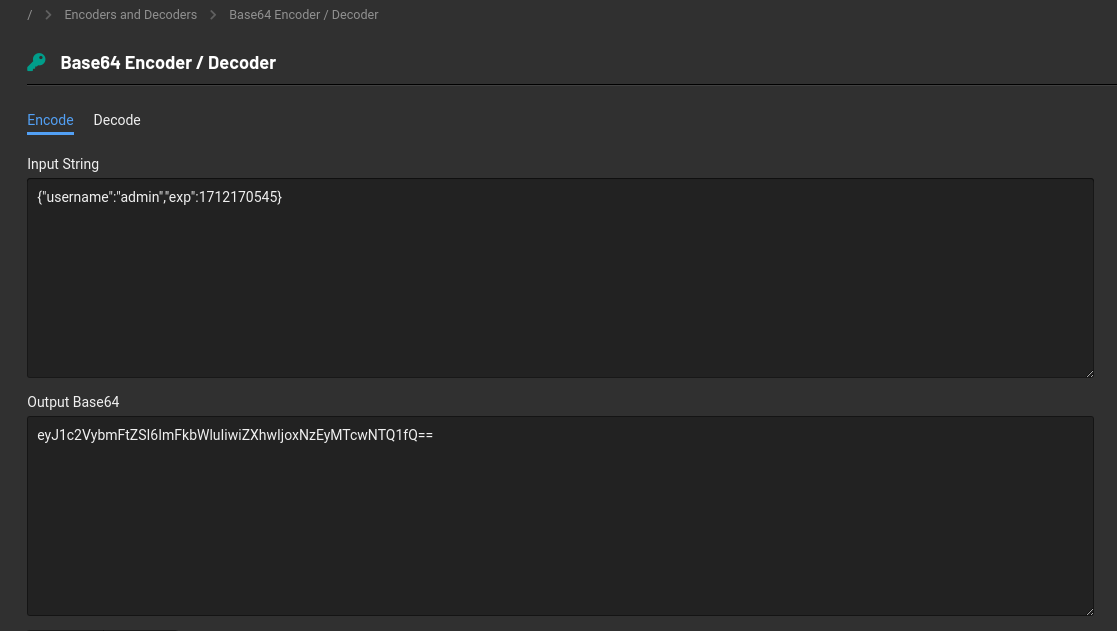 / > Encoders and Decoders > Base64 Encoder / Decoder
Base64 Encoder / Decoder
Encode Decode
Input String
{"username":"admin","exp":1712170545}
Output Base64
eyJ1c2VybmFtZSI6ImFkbWluIiwiZXhwIjoxNzEyMTcwNTQ1fQ==